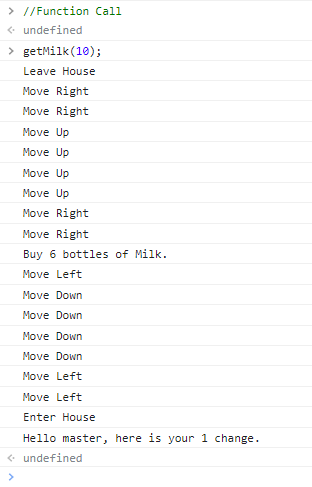 > //Function Call
<· undefined
> getMilk(10);
Leave House
Move Right
Move Right
Move Up
Move Up
Move Up
Move Up
Move Right
Move Right
Buy 6 bottles of Milk.
Move Left
Move Down
Move Down
Move Down
Move Down
Move Left
Move Left
Enter House
Hello master, here is your 1 change.
<· undefined
>